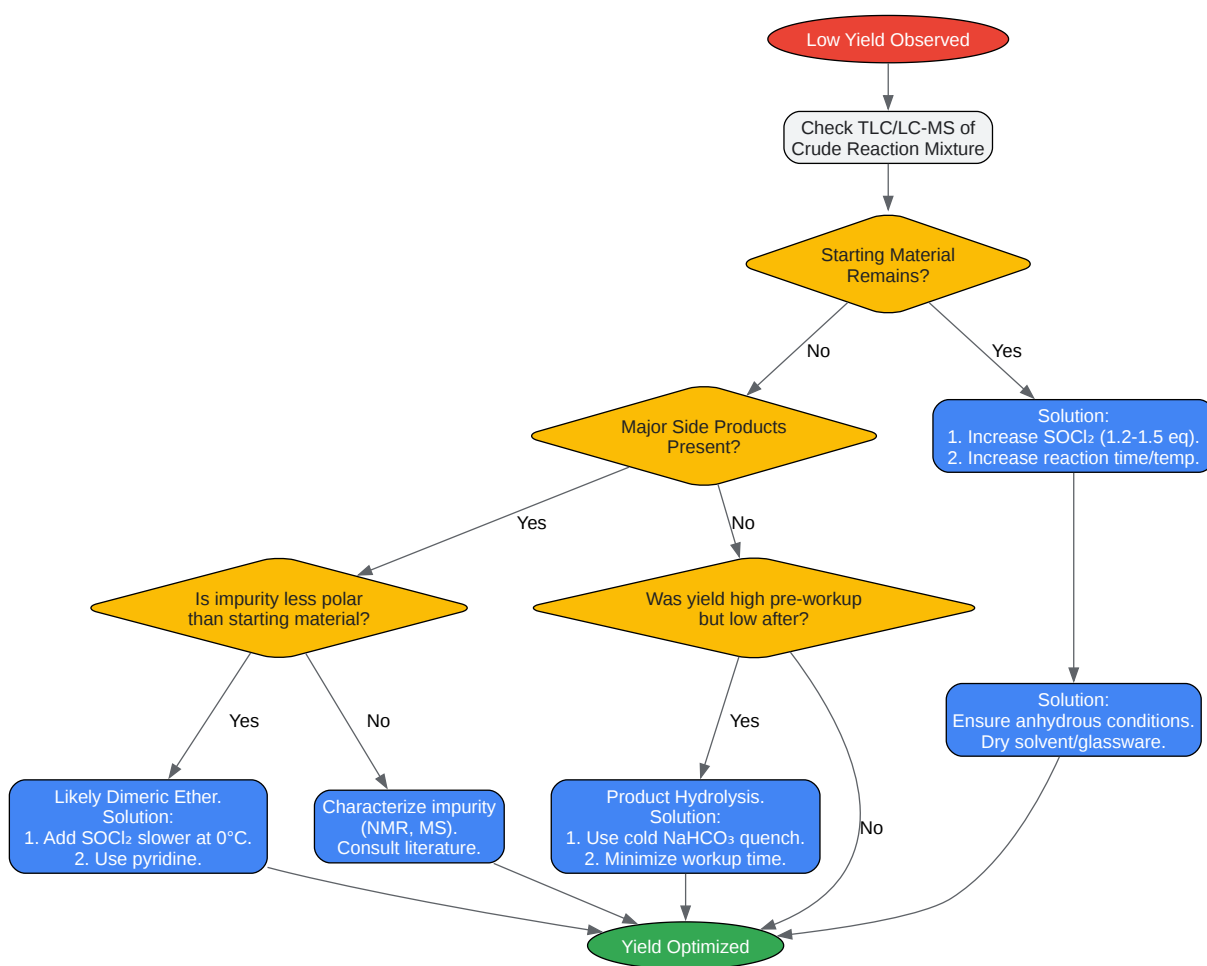 Low Yield Observed
Check TLC/LC-MS of
Crude Reaction Mixture
Starting Material
Remains?
No
Yes
Major Side Products
Present?
Solution:
1. Increase SOCl₂ (1.2-1.5 eq).
2. Increase reaction time/temp.
Yes
No
Is impurity less polar
than starting material?
Was yield high pre-workup
but low after?
Yes
No
Yes
No
Solution:
Ensure anhydrous conditions.
Dry solvent/glassware.
Likely Dimeric Ether.
Solution:
1. Add SOCl₂ slower at 0°C.
2. Use pyridine.
Characterize impurity
(NMR, MS).
Consult literature.
Product Hydrolysis.
Solution:
1. Use cold NaHCO₃ quench.
2. Minimize workup time.
Yield Optimized